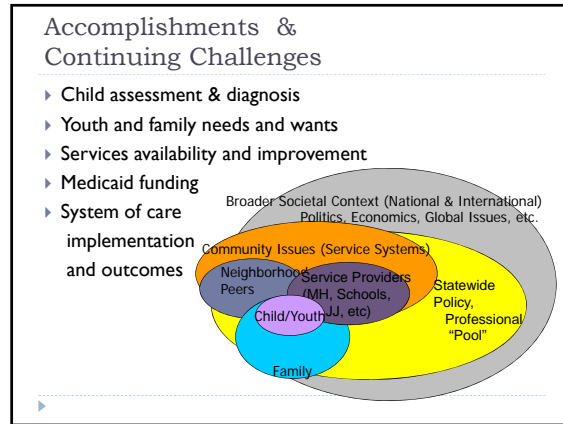 Accomplishments &
Continuing Challenges
Child assessment & diagnosis
Youth and family needs and wants
Services availability and improvement
Medicaid funding
System of care
implementation
and outcomes
Broader Societal Context (National & International)
Politics, Economics, Global Issues, etc.
Community Issues (Service Systems)
Neighborhood
Peers
Service Providers
(MH, Schools,
JJ, etc)
Child/Youth
Family
Statewide
Policy,
Professional
“Pool”